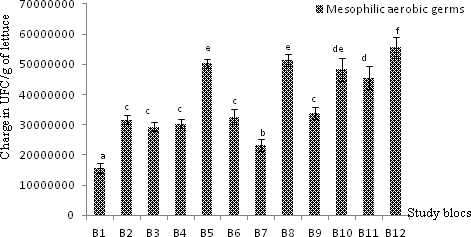 Mesophilic aerobic germs
Charge in UFC/g of lettuce
70000000
60000000
50000000
40000000
30000000
20000000
10000000
0
a
c
c
c
e
c
b
e
c
de
d
f
Study blocs
B1 B2 B3 B4 B5 B6 B7 B8 B9 B10 B11 B12